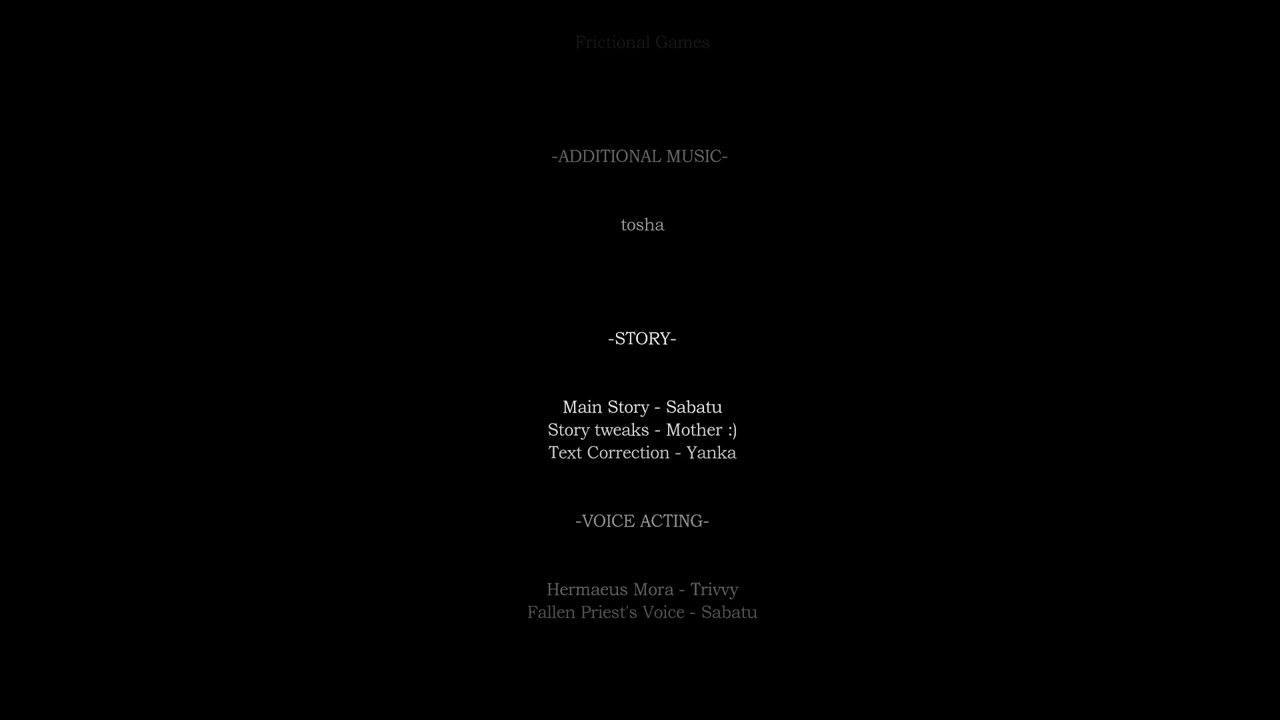 Frictional Games
-ADDITIONAL MUSIC-
tosha
-STORY-
Main Story - Sabatu
Story tweaks - Mother :)
Text Correction - Yanka
-VOICE ACTING-
Hermaeus Mora - Trivvy
Fallen Priest's Voice - Sabatu